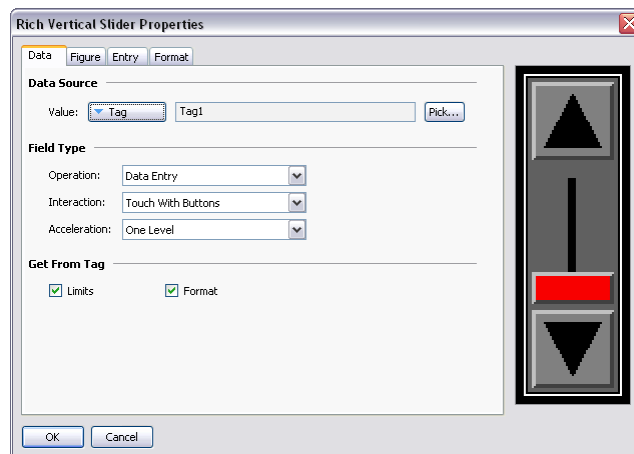 Rich Vertical Slider Properties
Data Figure Entry Format
Data Source
Value: Tag Tag1 Pick...
Field Type
Operation: Data Entry
Interaction: Touch With Buttons
Acceleration: One Level
Get From Tag
Limits Format
OK Cancel